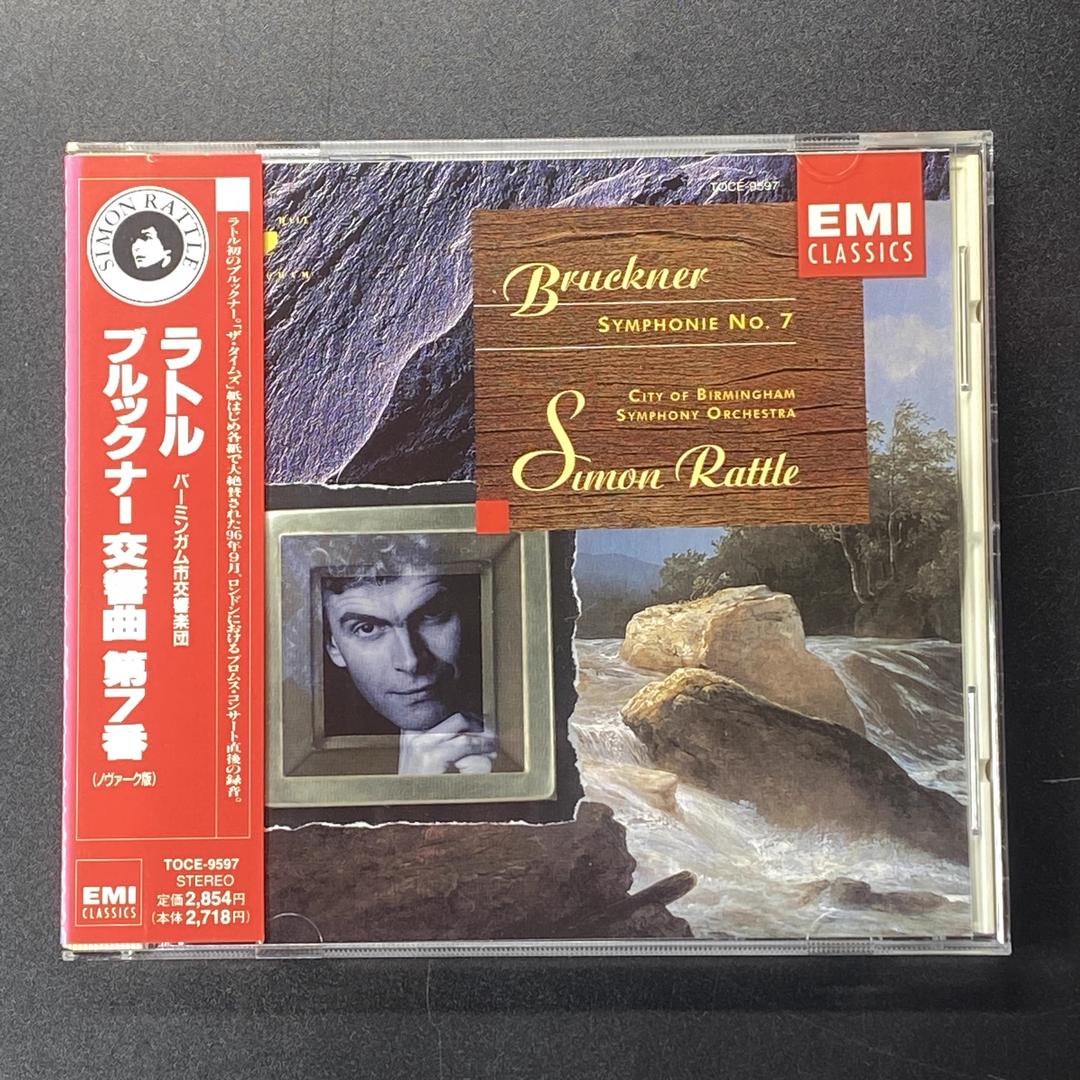 SIMON RATTLE
ラトル
バーミンガム市交響楽団
ブルックナー 交響曲 第7番
(ノヴァーク版)
ラトル初のブルックナー。「ザ・タイムズ」紙はじめ各紙で大絶賛された96年9月、ロンドンにおけるプロムス・コンサート直後の録音。
EMI
CLASSICS
TOCE-9597
STEREO
定価2,854円
(本体2,718円)
TOCE-9597
EMI
CLASSICS
Bruckner
SYMPHONIE NO. 7
CITY OF BIRMINGHAM
SYMPHONY ORCHESTRA
Simon Rattle